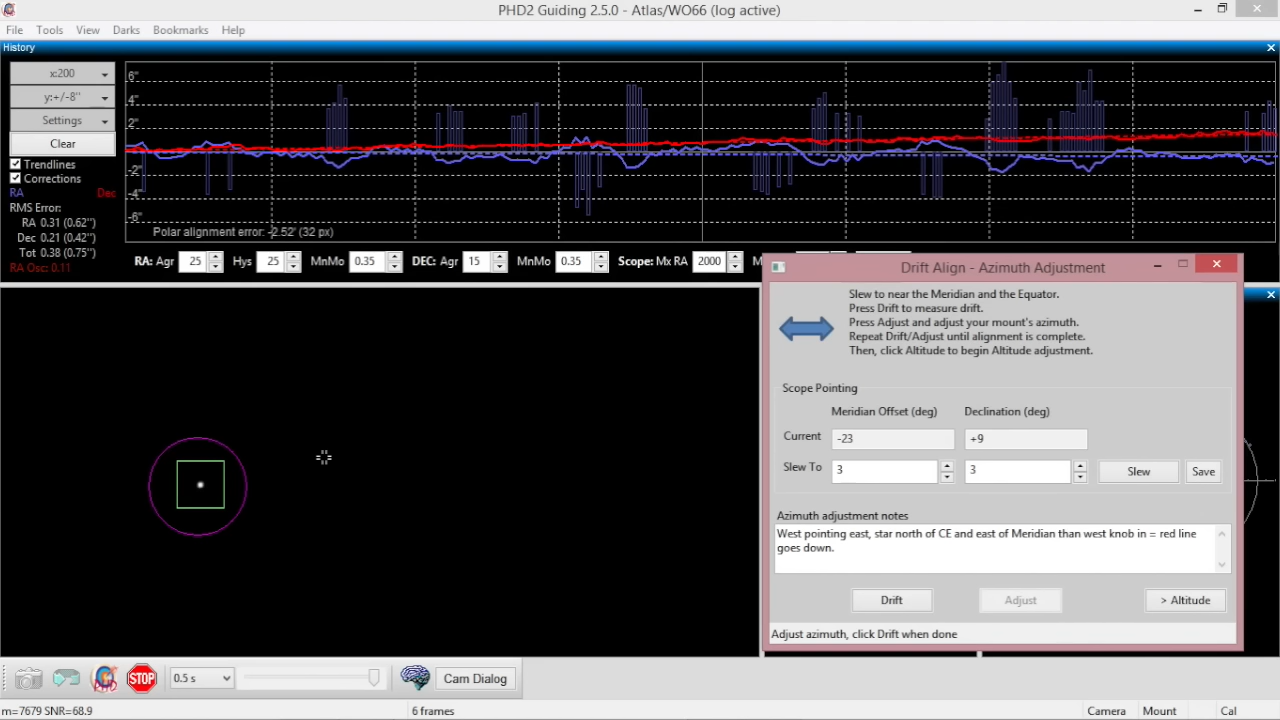 PHD2 Guiding 2.5.0 - Atlas/WO66 (log active)
File Tools View Darks Bookmarks Help
History
x:200
y:+/-8"
Settings
Clear
Trendlines
Corrections
RA Dec
RMS Error:
RA 0.31 (0.62")
Dec 0.21 (0.42")
Tot 0.38 (0.75")
RA Osc: 0.11
6"
4"
2"
-2"
-4"
-6"
Polar alignment error: -2.52' (32 px)
RA: Agr 25 Hys 25 MnMo 0.35 DEC: Agr 15 MnMo 0.35 Scope: Mx RA 2000
Drift Align - Azimuth Adjustment
Slew to near the Meridian and the Equator.
Press Drift to measure drift.
Press Adjust and adjust your mount's azimuth.
Repeat Drift/Adjust until alignment is complete.
Then, click Altitude to begin Altitude adjustment.
Scope Pointing
Meridian Offset (deg) Declination (deg)
Current -23 +9
Slew To 3 3 Slew Save
Azimuth adjustment notes
West pointing east, star north of CE and east of Meridian than west knob in = red line
goes down.
Drift Adjust > Altitude
Adjust azimuth, click Drift when done
STOP 0.5 s Cam Dialog
m=7679 SNR=68.9 6 frames Camera Mount Cal